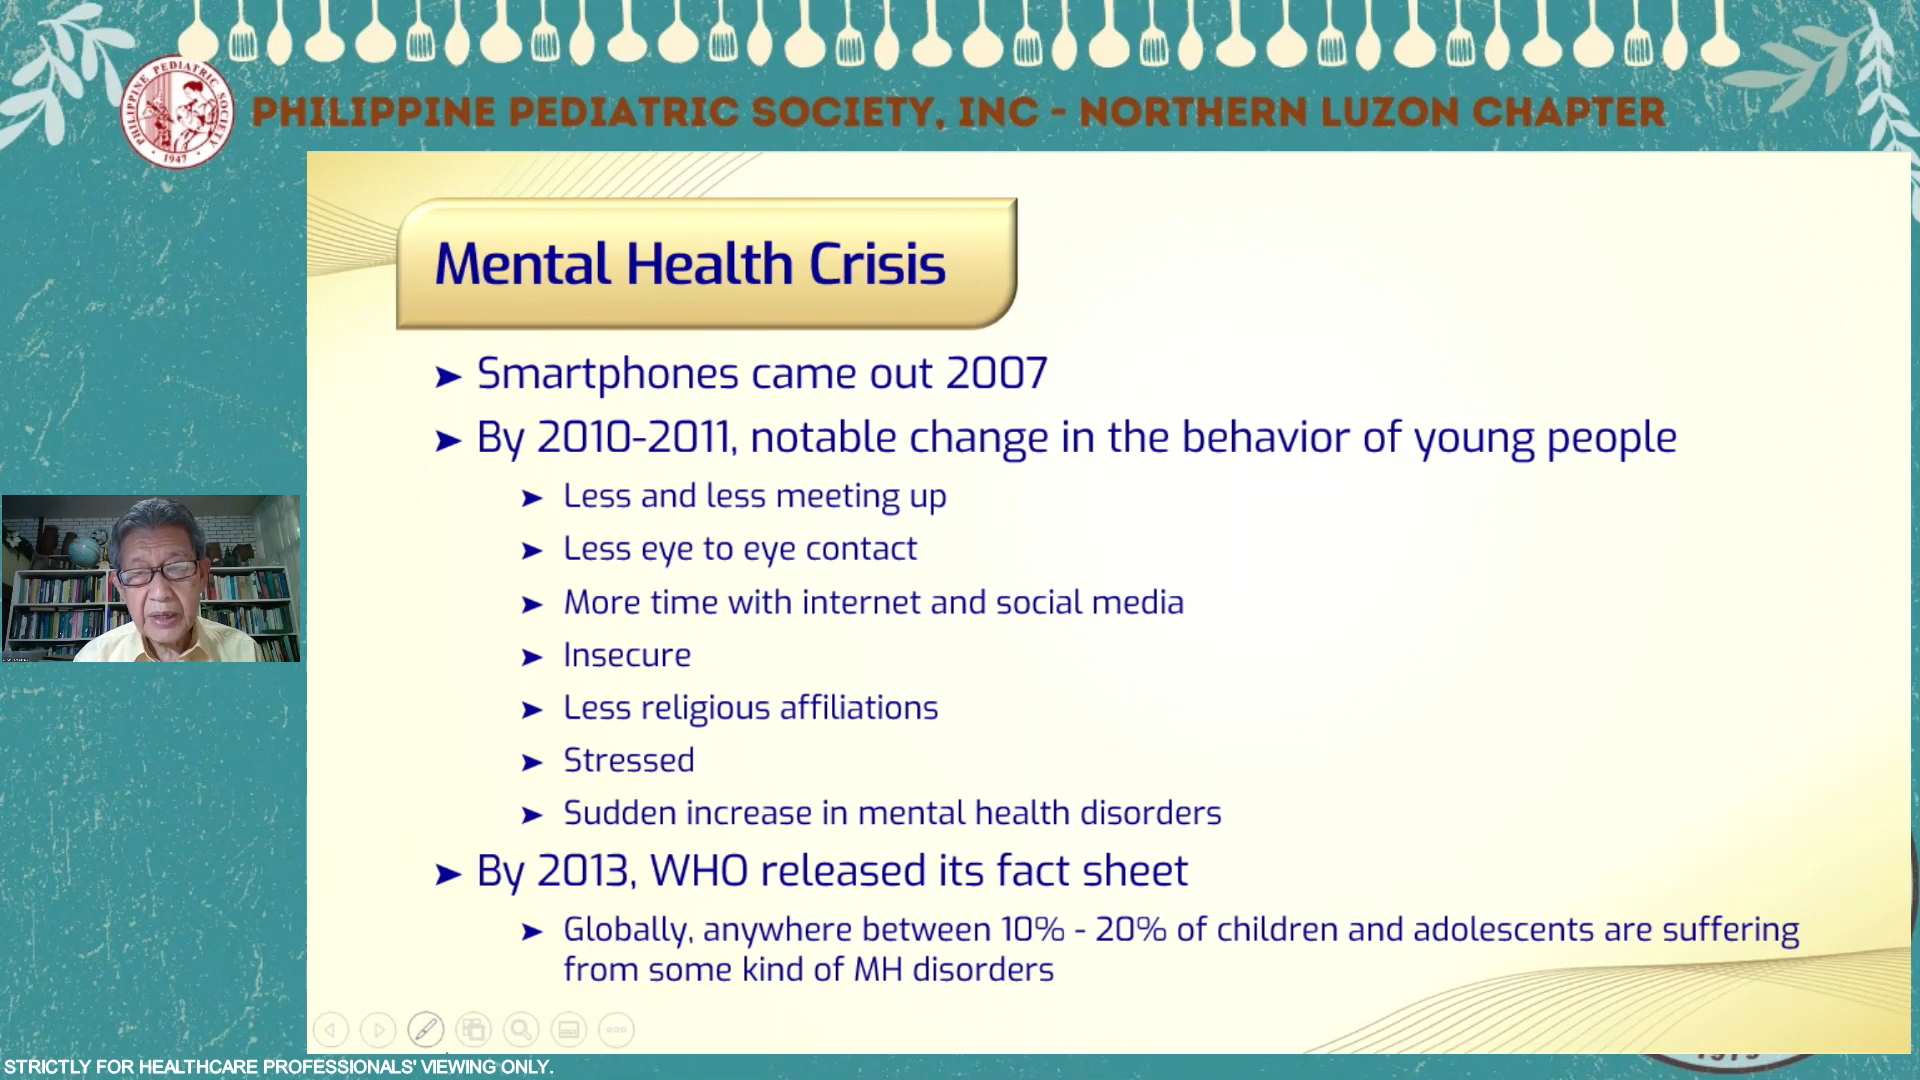 PHILIPPINE PEDIATRIC SOCIETY
1947
PHILIPPINE PEDIATRIC SOCIETY, INC - NORTHERN LUZON CHAPTER
Mental Health Crisis
➤ Smartphones came out 2007
➤ By 2010-2011, notable change in the behavior of young people
➤ Less and less meeting up
➤ Less eye to eye contact
➤ More time with internet and social media
➤ Insecure
➤ Less religious affiliations
➤ Stressed
➤ Sudden increase in mental health disorders
➤ By 2013, WHO released its fact sheet
➤ Globally, anywhere between 10% - 20% of children and adolescents are suffering
from some kind of MH disorders
STRICTLY FOR HEALTHCARE PROFESSIONALS' VIEWING ONLY.